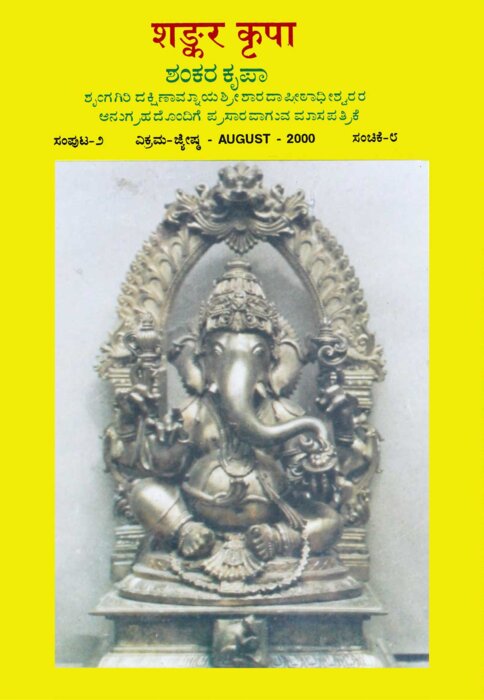 शङ्कर कृपा
ಶಂಕರ ಕೃಪಾ
ಶೃಂಗಗಿರಿ ದಕ್ಷಿಣಾಮ್ನಾಯ ಶ್ರೀಶಾರದಾಪೀಠಾಧೀಶ್ವರರ
ಅನುಗ್ರಹದೊಂದಿಗೆ ಪ್ರಸಾರವಾಗುವ ಮಾಸಪತ್ರಿಕೆ
ಸಂಪುಟ-೨ ವಿಕ್ರಮ-ಜ್ಯೇಷ್ಠ - AUGUST - 2000 ಸಂಚಿಕೆ-೮